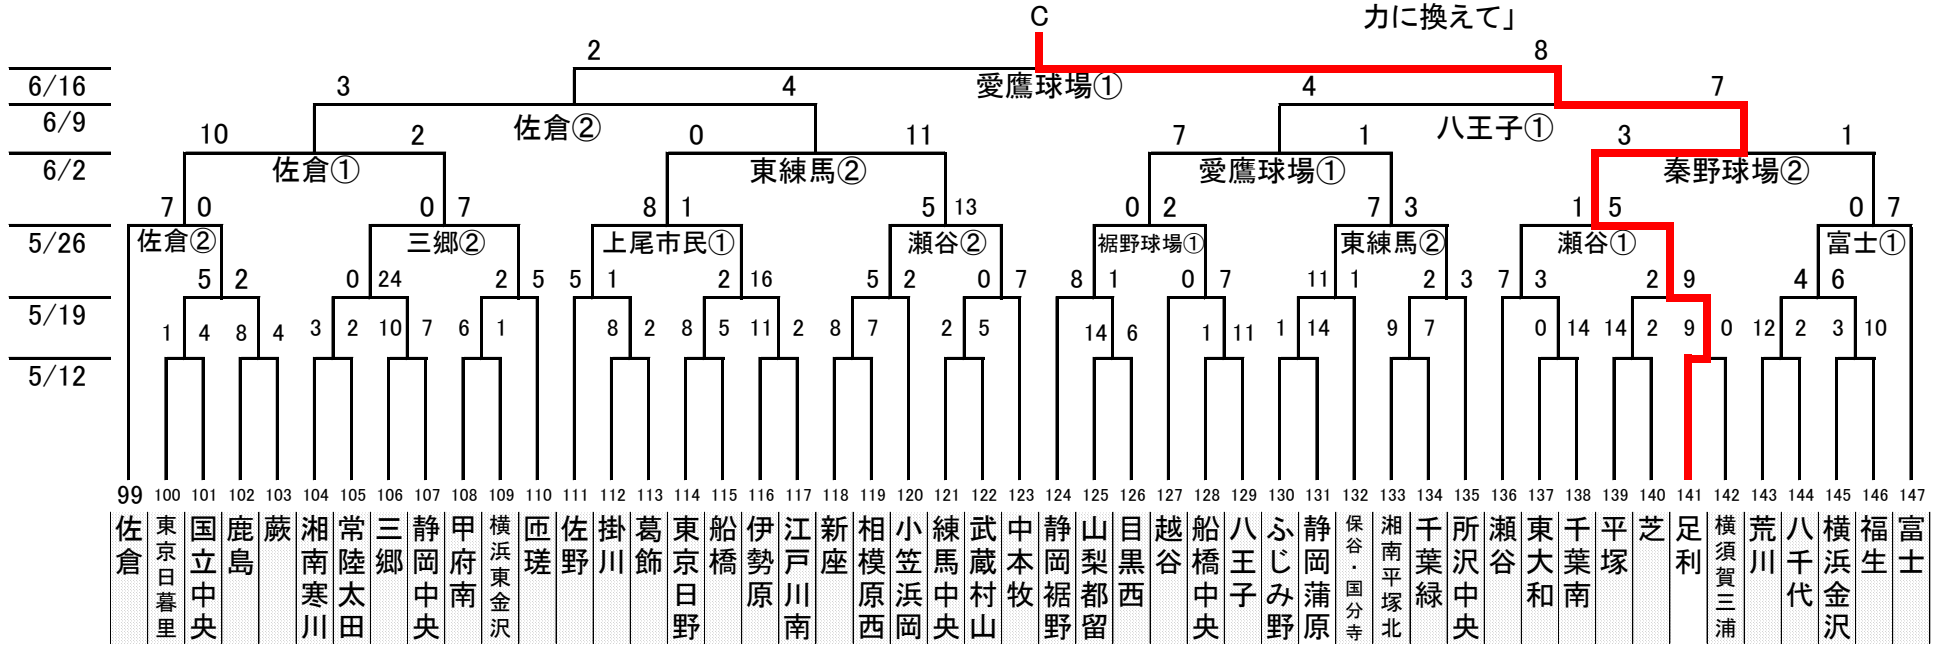 C 力に換えて」
2 8
6/16 3 4 愛鷹球場① 4 7
6/9 10 2 佐倉② 0 11 7 1 八王子① 3 1
6/2 佐倉① 東練馬② 愛鷹球場① 秦野球場②
7 0 0 7 8 1 5 13 0 2 7 3 1 5 0 7
5/26 佐倉② 三郷② 上尾市民① 瀬谷② 裾野球場① 東練馬② 瀬谷① 富士①
5 2 0 24 2 5 5 1 2 16 5 2 0 7 8 1 0 7 11 1 2 3 7 3 2 9 4 6
5/19 1 4 8 4 3 2 10 7 6 1 8 2 8 5 11 2 8 7 2 5 14 6 1 11 1 14 9 7 0 14 14 2 9 0 12 2 3 10
5/12
99 100 101 102 103 104 105 106 107 108 109 110 111 112 113 114 115 116 117 118 119 120 121 122 123 124 125 126 127 128 129 130 131 132 133 134 135 136 137 138 139 140 141 142 143 144 145 146 147
佐倉
東京日暮里
国立中央
鹿島
蕨
湘南寒川
常陸太田
三郷
静岡中央
甲府南
横浜東金沢
匝瑳
佐野
掛川
葛飾
東京日野
船橋
伊勢原
江戸川南
新座
相模原西
小笠浜岡
練馬中央
武蔵村山
中本牧
静岡裾野
山梨都留
目黒西
越谷
船橋中央
八王子
ふじみ野
静岡蒲原
保谷・国分寺
湘南平塚北
千葉緑
所沢中央
瀬谷
東大和
千葉南
平塚
芝
足利
横須賀三浦
荒川
八千代
横浜金沢
福生
富士